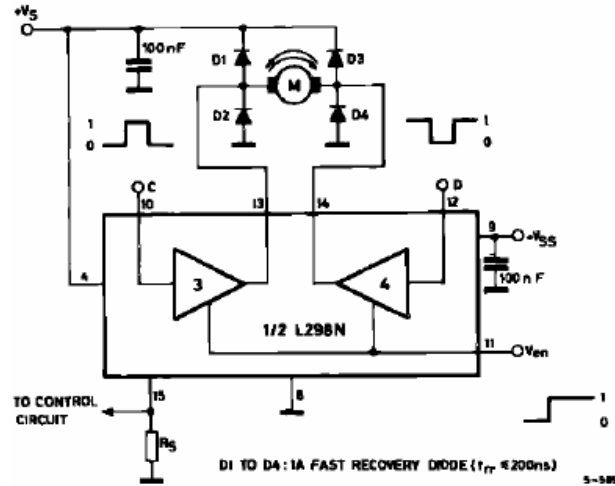 +Vs
100nF
D1
D3
M
D2
D4
1
0
1
0
C
D
10
13
14
12
9
+VSS
4
3
4
100nF
1/2 L298N
11
Ven
15
8
TO CONTROL
CIRCUIT
RS
1
0
D1 TO D4 : 1A FAST RECOVERY DIODE (trr ≤ 200ns)